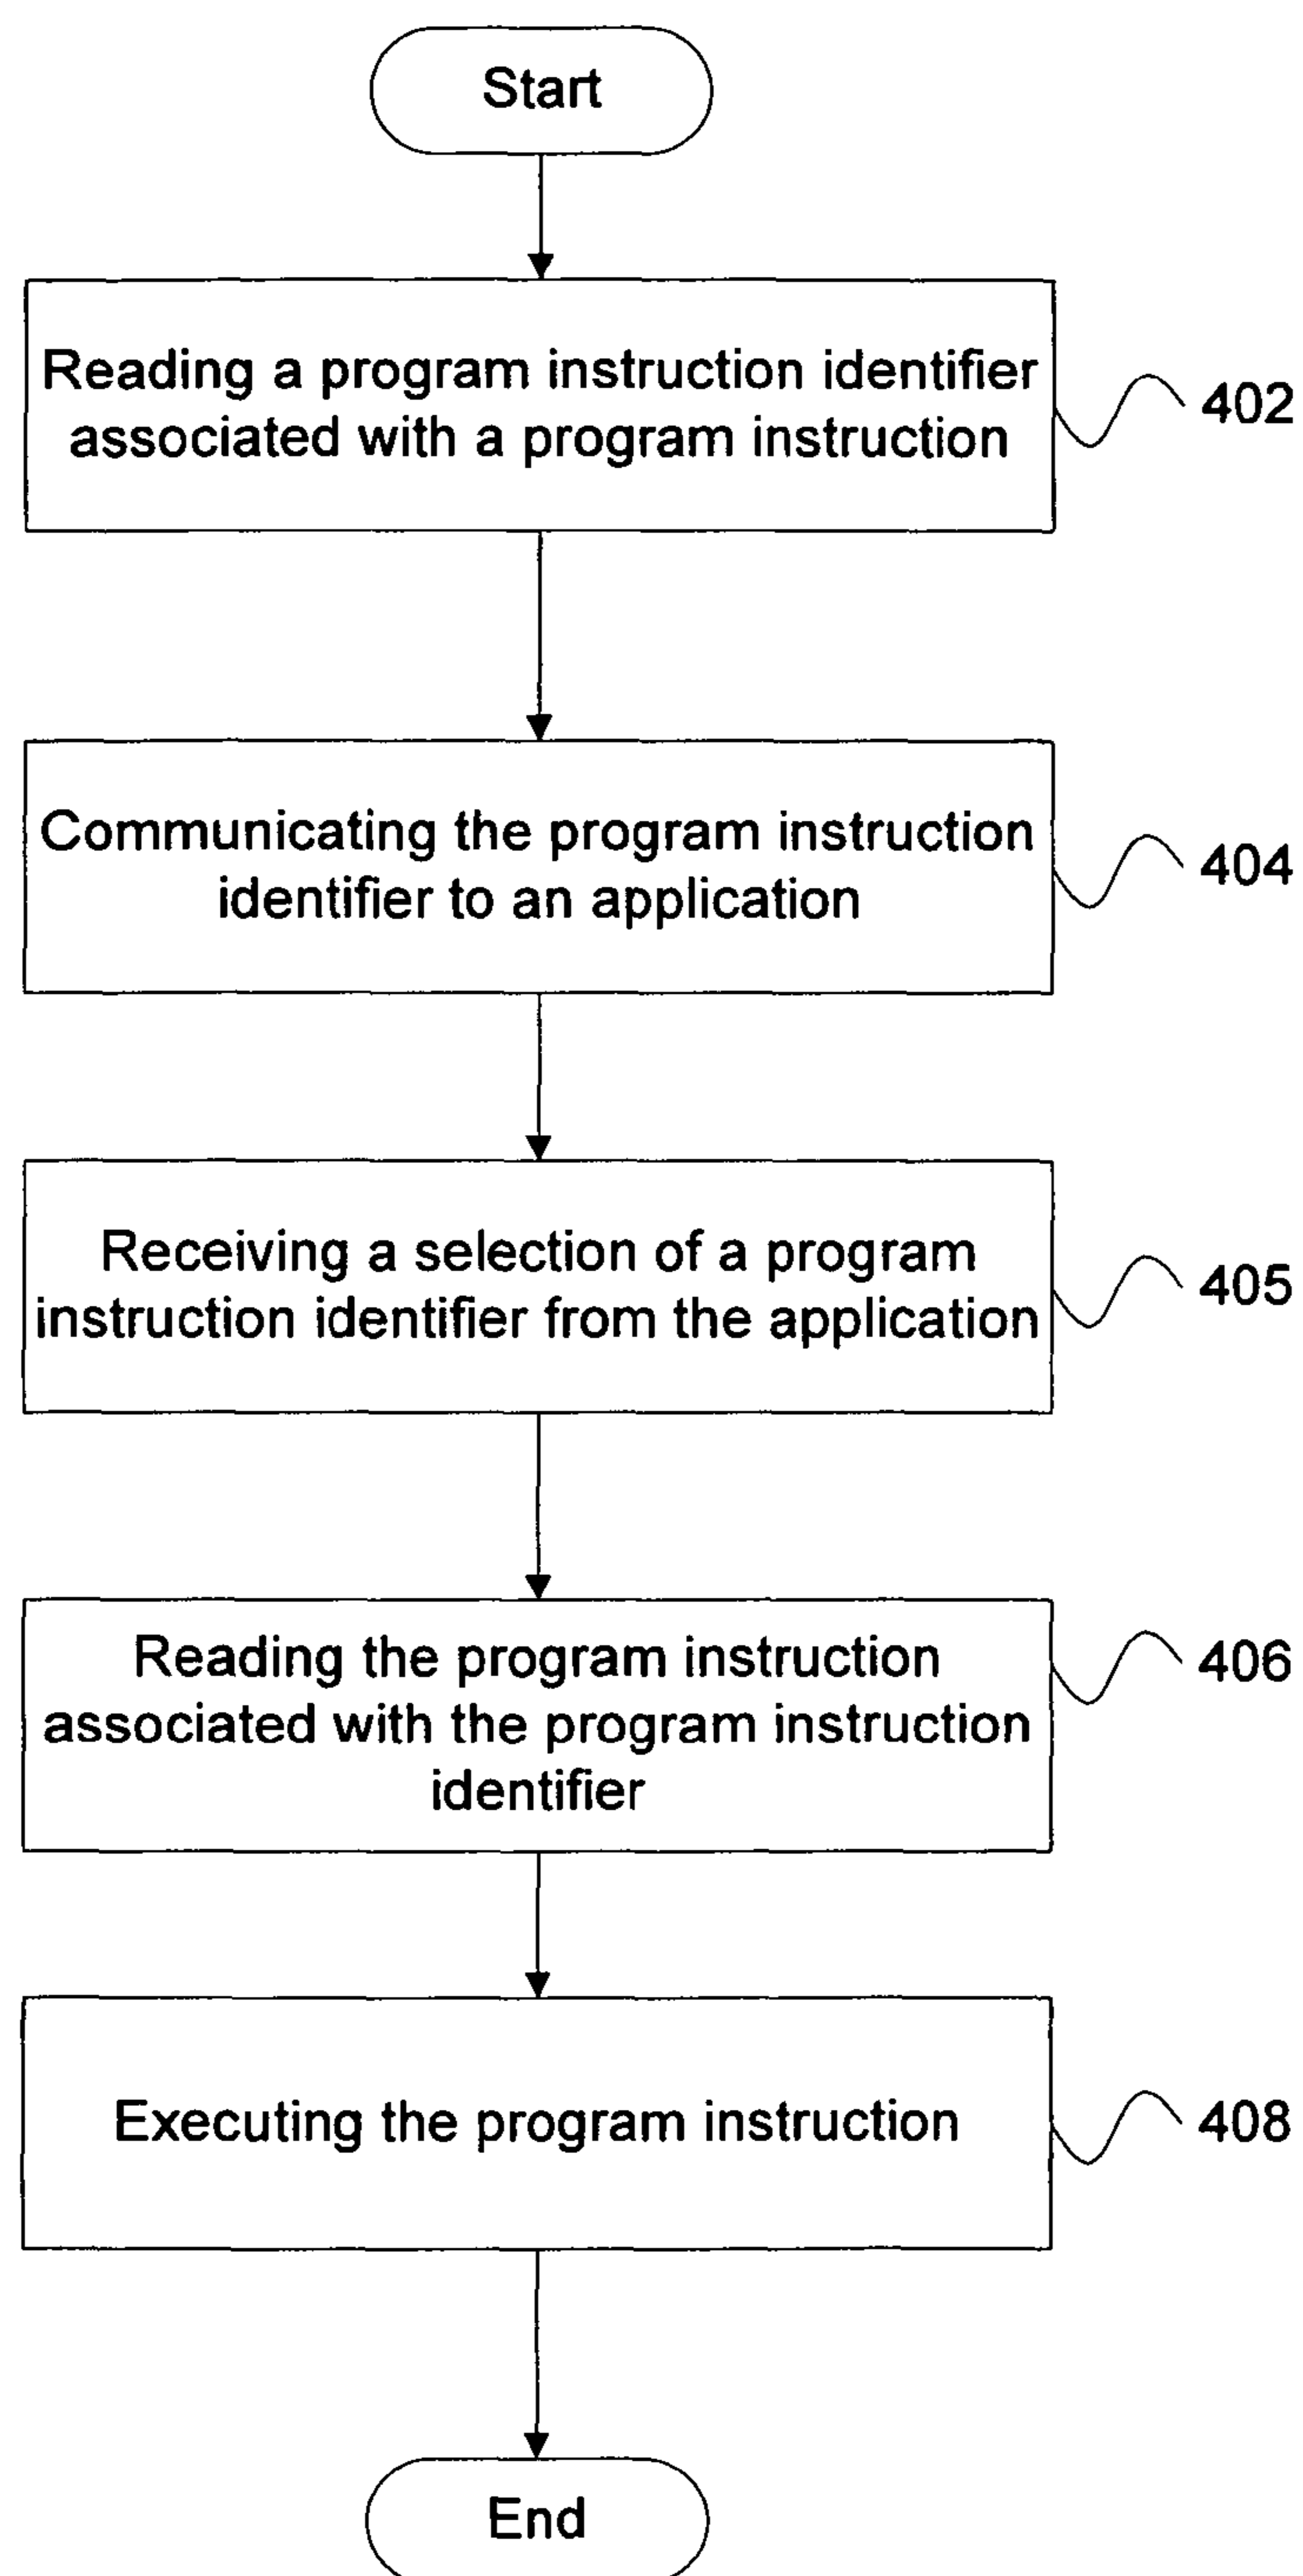 Start
Reading a program instruction identifier
associated with a program instruction
402
Communicating the program instruction
identifier to an application
404
Receiving a selection of a program
instruction identifier from the application
405
Reading the program instruction
associated with the program instruction
identifier
406
Executing the program instruction
408
End